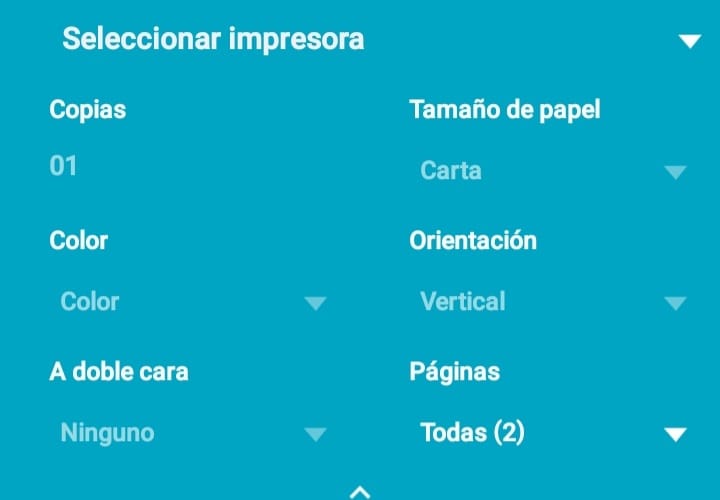 Seleccionar impresora
Copias
Tamaño de papel
01
Carta
Color
Orientación
Color
Vertical
A doble cara
Páginas
Ninguno
Todas (2)